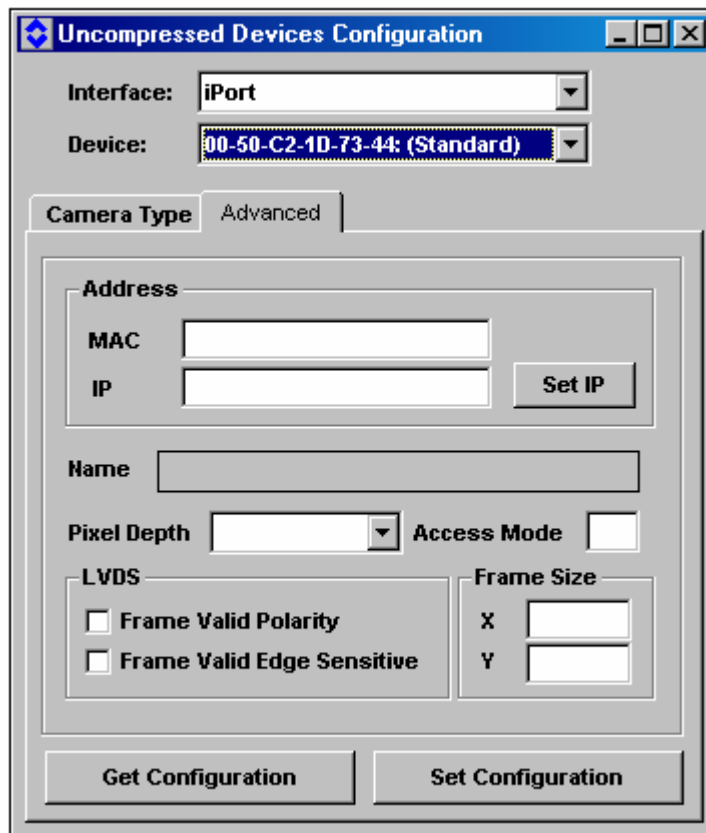 Uncompressed Devices Configuration
Interface: iPort
Device: 00-50-C2-1D-73-44: (Standard)
Camera Type Advanced
Address
MAC
IP Set IP
Name
Pixel Depth Access Mode
LVDS Frame Size
Frame Valid Polarity X
Frame Valid Edge Sensitive Y
Get Configuration Set Configuration